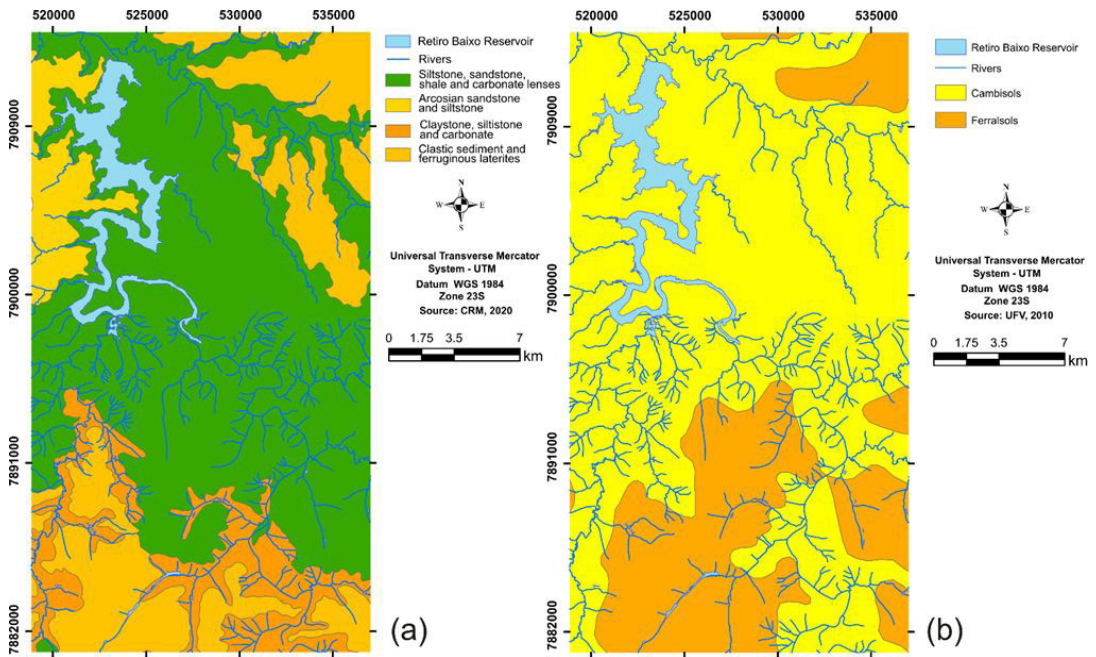 520000 525000 530000 535000
7909000
7900000
7891000
7882000
Retiro Baixo Reservoir
Rivers
Siltstone, sandstone,
shale and carbonate lenses
Arcosian sandstone
and siltstone
Claystone, siltistone
and carbonate
Clastic sediment and
ferruginous laterites
N
W E
S
Universal Transverse Mercator
System - UTM
Datum WGS 1984
Zone 23S
Source: CRM, 2020
0 1.75 3.5 7
km
(a)
520000 525000 530000 535000
7909000
7900000
7891000
7882000
Retiro Baixo Reservoir
Rivers
Cambisols
Ferralsols
N
W E
S
Universal Transverse Mercator
System - UTM
Datum WGS 1984
Zone 23S
Source: UFV, 2010
0 1.75 3.5 7
km
(b)